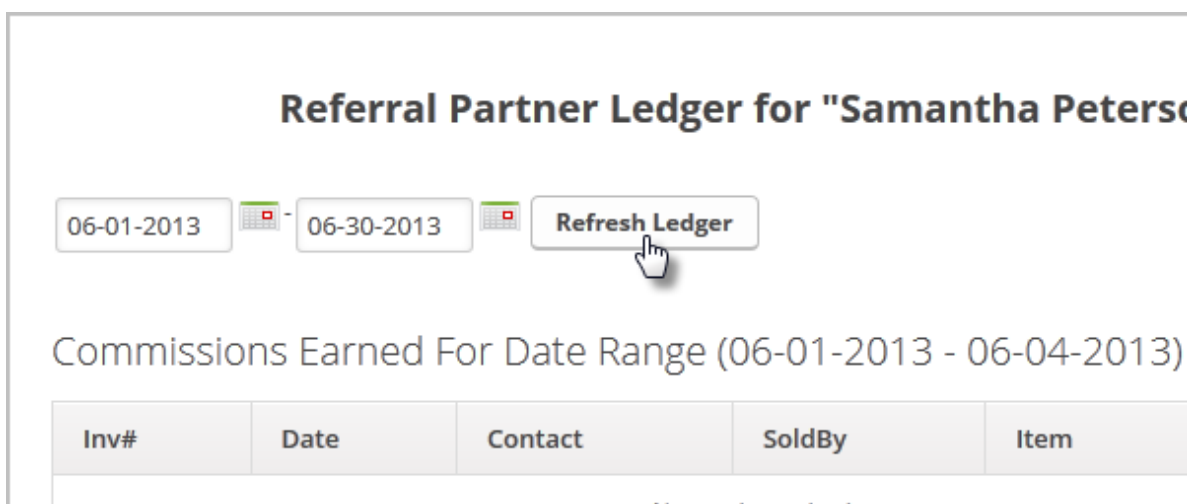 Referral Partner Ledger for "Samantha
06-01-2013 - 06-30-2013 Refresh Ledger
Commissions Earned For Date Range (06-01-2013 - 06-04-2013)
Inv# Date Contact SoldBy Item